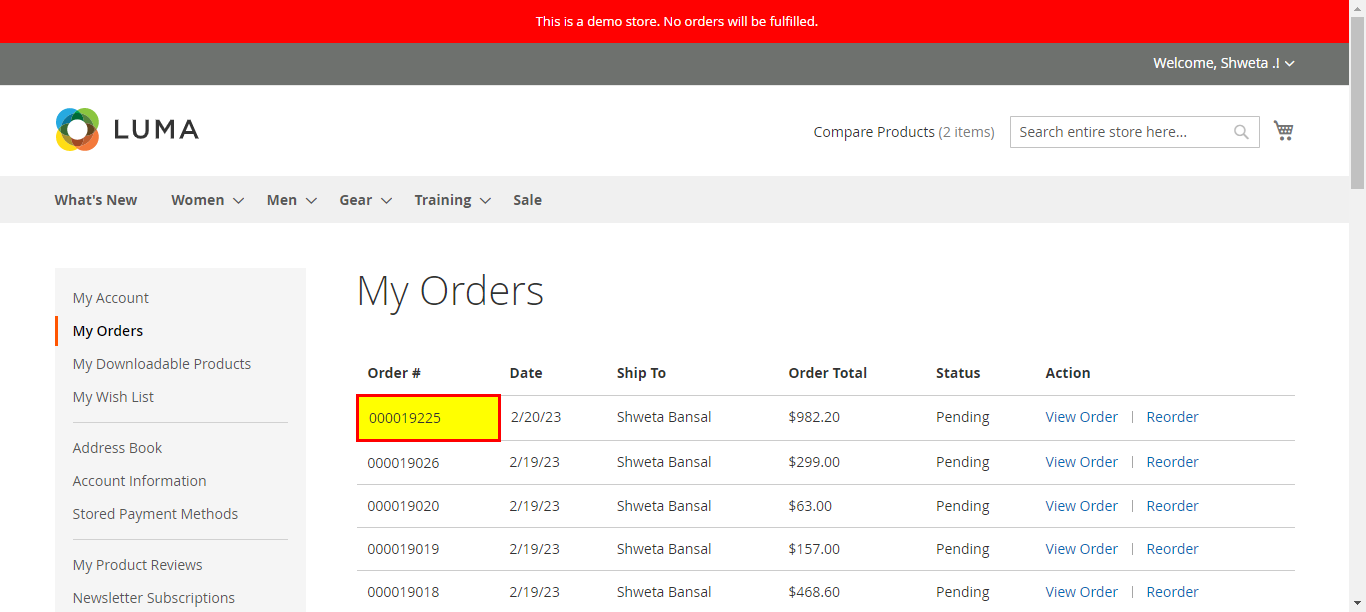 This is a demo store. No orders will be fulfilled.
Welcome, Shweta .!
LUMA
Compare Products (2 items)
Search entire store here...
What's New Women Men Gear Training Sale
My Account
My Orders
My Downloadable Products
My Wish List
Address Book
Account Information
Stored Payment Methods
My Product Reviews
Newsletter Subscriptions
My Orders
Order # Date Ship To Order Total Status Action
000019225 2/20/23 Shweta Bansal $982.20 Pending View Order | Reorder
000019026 2/19/23 Shweta Bansal $299.00 Pending View Order | Reorder
000019020 2/19/23 Shweta Bansal $63.00 Pending View Order | Reorder
000019019 2/19/23 Shweta Bansal $157.00 Pending View Order | Reorder
000019018 2/19/23 Shweta Bansal $468.60 Pending View Order | Reorder